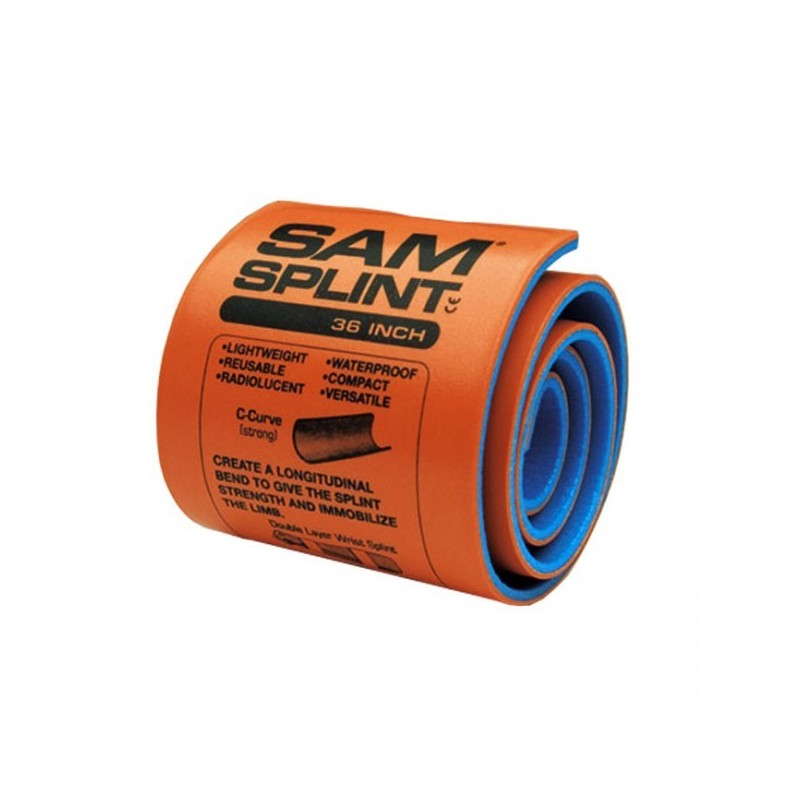 SAM®
SPLINT CE
36 INCH
•LIGHTWEIGHT •WATERPROOF
•REUSABLE •COMPACT
•RADIOLUCENT •VERSATILE
C-Curve
(strong)
CREATE A LONGITUDINAL
BEND TO GIVE THE SPLINT
STRENGTH AND IMMOBILIZE
THE LIMB.
Double Layer Wrist Splint